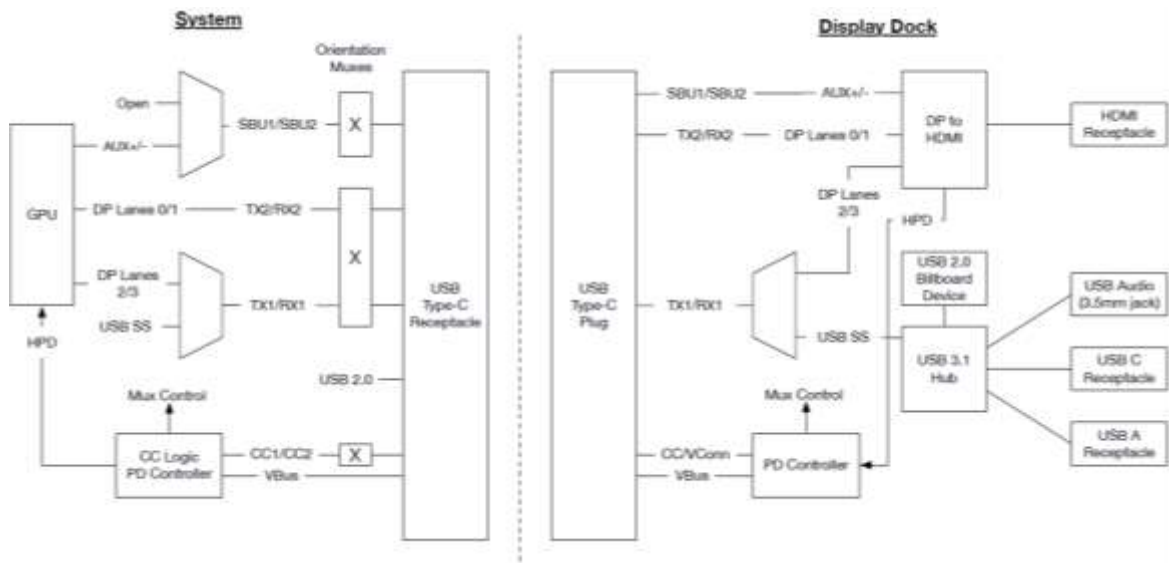 System
Display Dock
Orientation
Muxes
Open
AUX+/-
SBU1/SBU2
X
GPU
DP Lanes 0/1
TX2/RX2
X
DP Lanes
2/3
USB SS
TX1/RX1
HPD
USB
Type-C
Receptacle
USB 2.0
Mux Control
CC Logic
PD Controller
CC1/CC2
X
VBus
USB
Type-C
Plug
SBU1/SBU2
AUX+/-
TX2/RX2
DP Lanes 0/1
DP to
HDMI
HDMI
Receptacle
DP Lanes
2/3
HPD
TX1/RX1
USB SS
USB 2.0
Billboard
Device
USB 3.1
Hub
USB Audio
(3.5mm jack)
USB C
Receptacle
USB A
Receptacle
Mux Control
CC/VConn
VBus
PD Controller